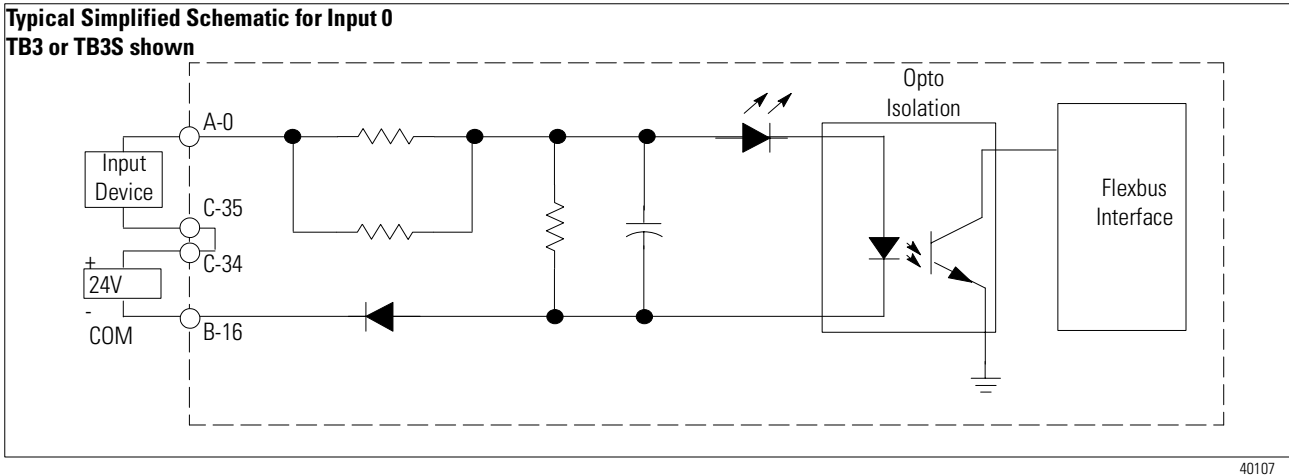 Typical Simplified Schematic for Input 0
TB3 or TB3S shown
Opto
Isolation
A-0
Input
Device
C-35
C-34
+
24V
-
COM
B-16
Flexbus
Interface
40107